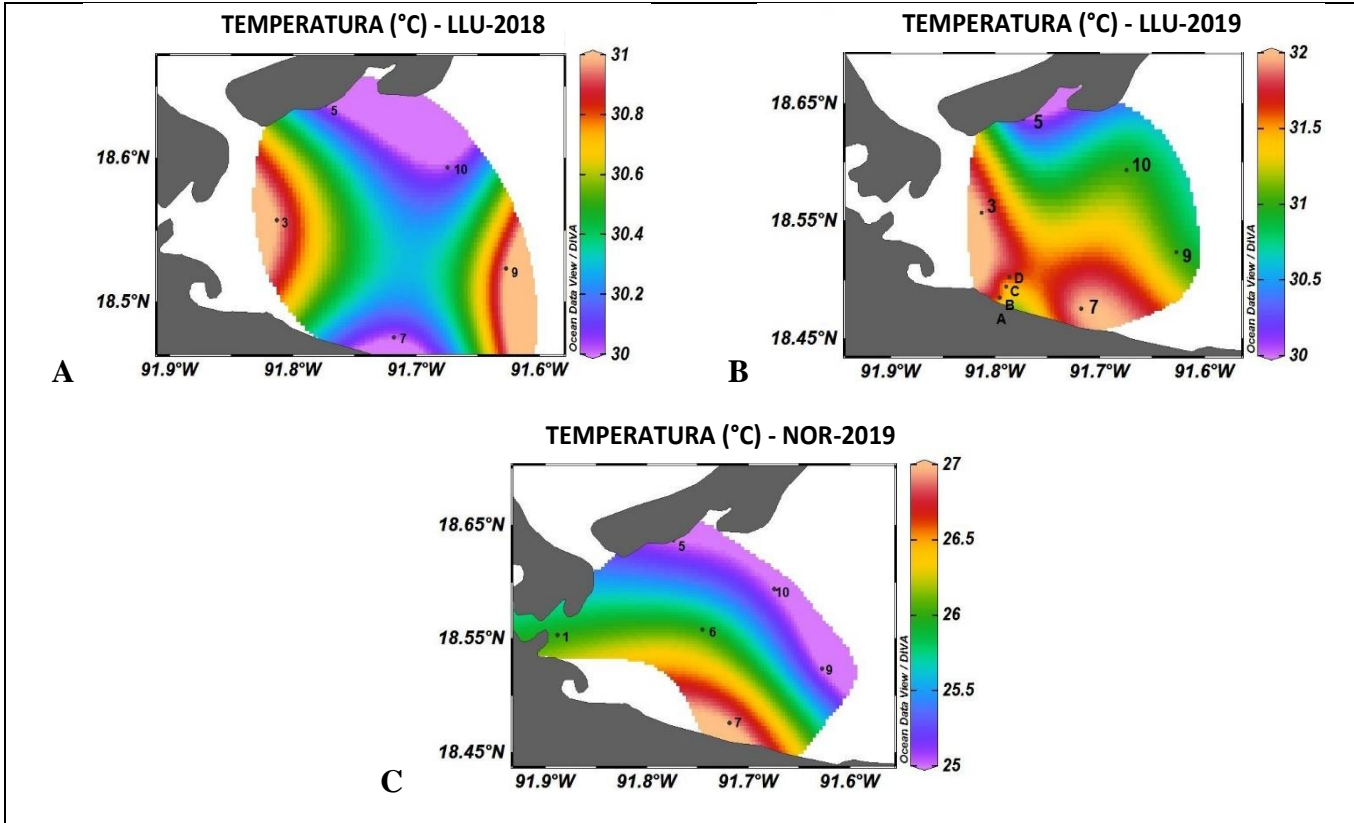 TEMPERATURA (°C) - LLU-2018
31
30.8
30.6
30.4
30.2
30
Ocean Data View / DIVA
18.6°N
18.5°N
91.9°W
91.8°W
91.7°W
91.6°W
5
10
3
9
7
A
TEMPERATURA (°C) - LLU-2019
32
31.5
31
30.5
30
Ocean Data View / DIVA
18.65°N
18.55°N
18.45°N
91.9°W
91.8°W
91.7°W
91.6°W
5
10
3
9
D
C
B
A
7
B
TEMPERATURA (°C) - NOR-2019
27
26.5
26
25.5
25
Ocean Data View / DIVA
18.65°N
18.55°N
18.45°N
91.9°W
91.8°W
91.7°W
91.6°W
5
10
1
6
9
7
C